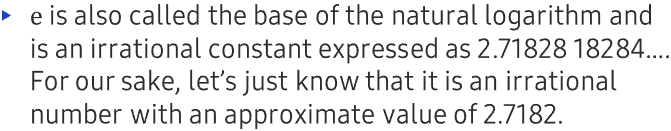 e is also called the base of the natural logarithm and
is an irrational constant expressed as 2.71828 18284....
For our sake, let's just know that it is an irrational
number with an approximate value of 2.7182.